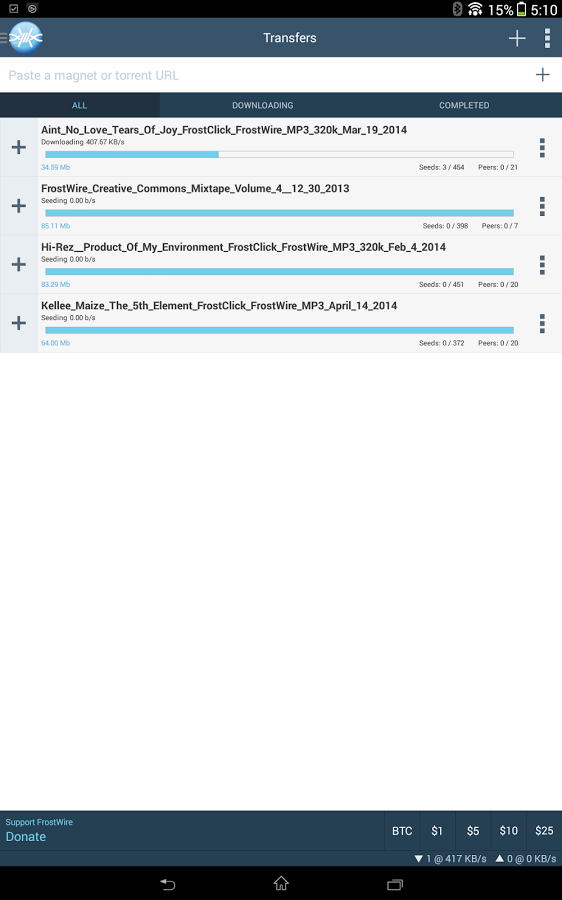 15% 5:10
Transfers
Paste a magnet or torrent URL
ALL DOWNLOADING COMPLETED
Aint_No_Love_Tears_Of_Joy_FrostClick_FrostWire_MP3_320k_Mar_19_2014
Downloading 407.67 KB/s
34.59 Mb Seeds: 3 / 454 Peers: 0 / 21
FrostWire_Creative_Commons_Mixtape_Volume_4__12_30_2013
Seeding 0.00 b/s
85.11 Mb Seeds: 0 / 398 Peers: 0 / 7
Hi-Rez__Product_Of_My_Environment_FrostClick_FrostWire_MP3_320k_Feb_4_2014
Seeding 0.00 b/s
83.29 Mb Seeds: 0 / 451 Peers: 0 / 20
Kellee_Maize_The_5th_Element_FrostClick_FrostWire_MP3_April_14_2014
Seeding 0.00 b/s
64.00 Mb Seeds: 0 / 372 Peers: 0 / 20
Support FrostWire
Donate BTC $1 $5 $10 $25
1 @ 417 KB/s 0 @ 0 KB/s